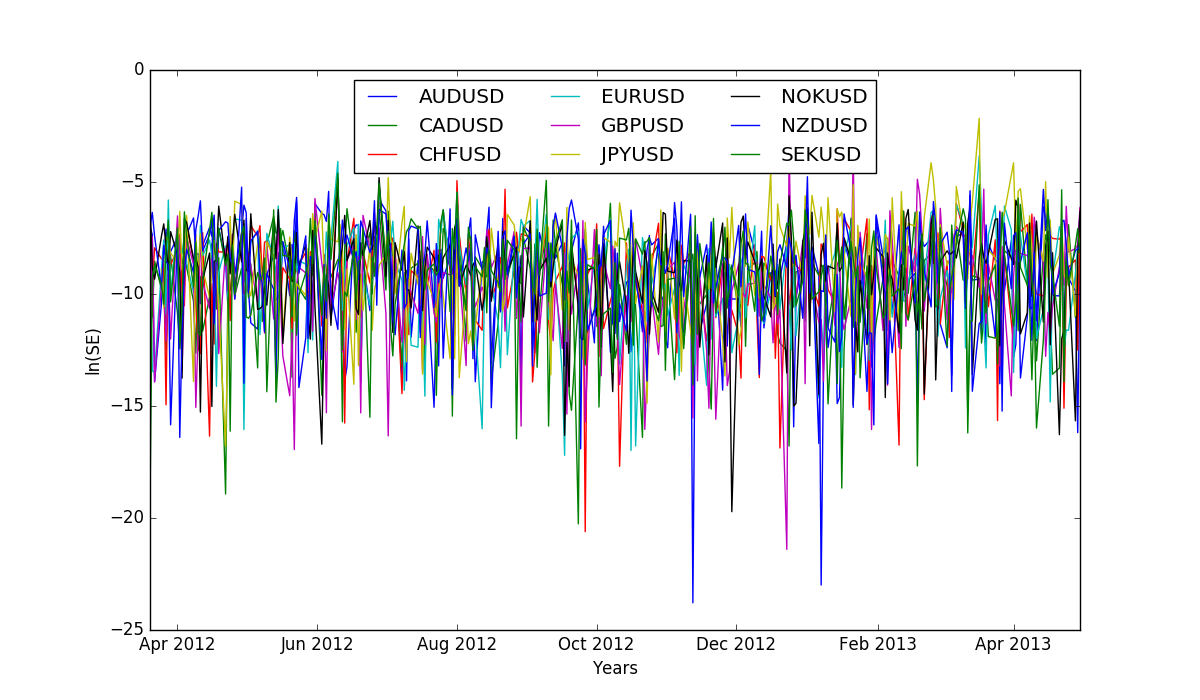 0
−5
−10
−15
−20
−25
ln(SE)
AUDUSD EURUSD NOKUSD
CADUSD GBPUSD NZDUSD
CHFUSD JPYUSD SEKUSD
Apr 2012 Jun 2012 Aug 2012 Oct 2012 Dec 2012 Feb 2013 Apr 2013
Years